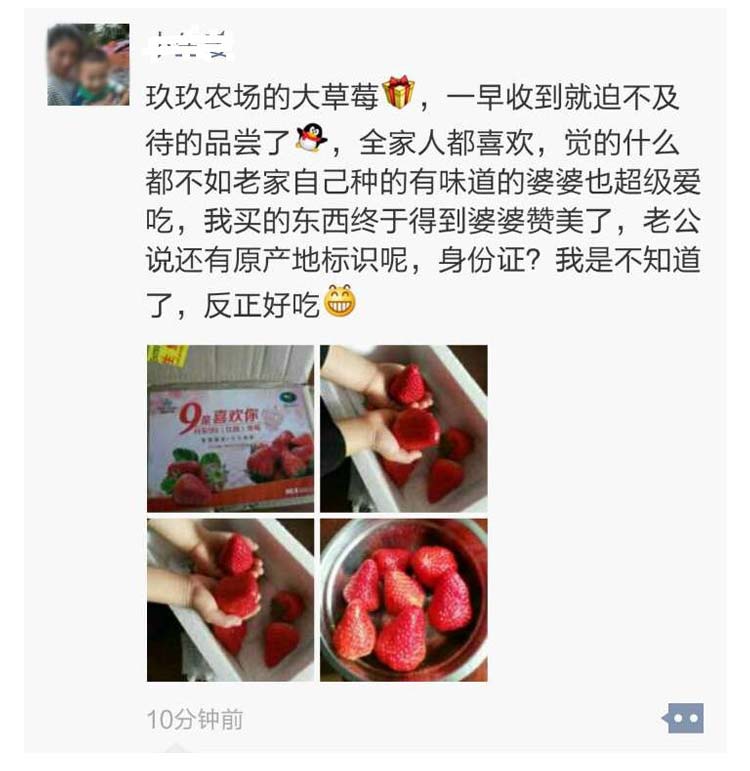 玖玖农场的大草莓，一早收到就迫不及
待的品尝了，全家人都喜欢，觉的什么
都不如老家自己种的有味道的婆婆也超级爱
吃，我买的东西终于得到婆婆赞美了，老公
说还有原产地标识呢，身份证？我是不知道
了，反正好吃
9是喜欢你
10分钟前